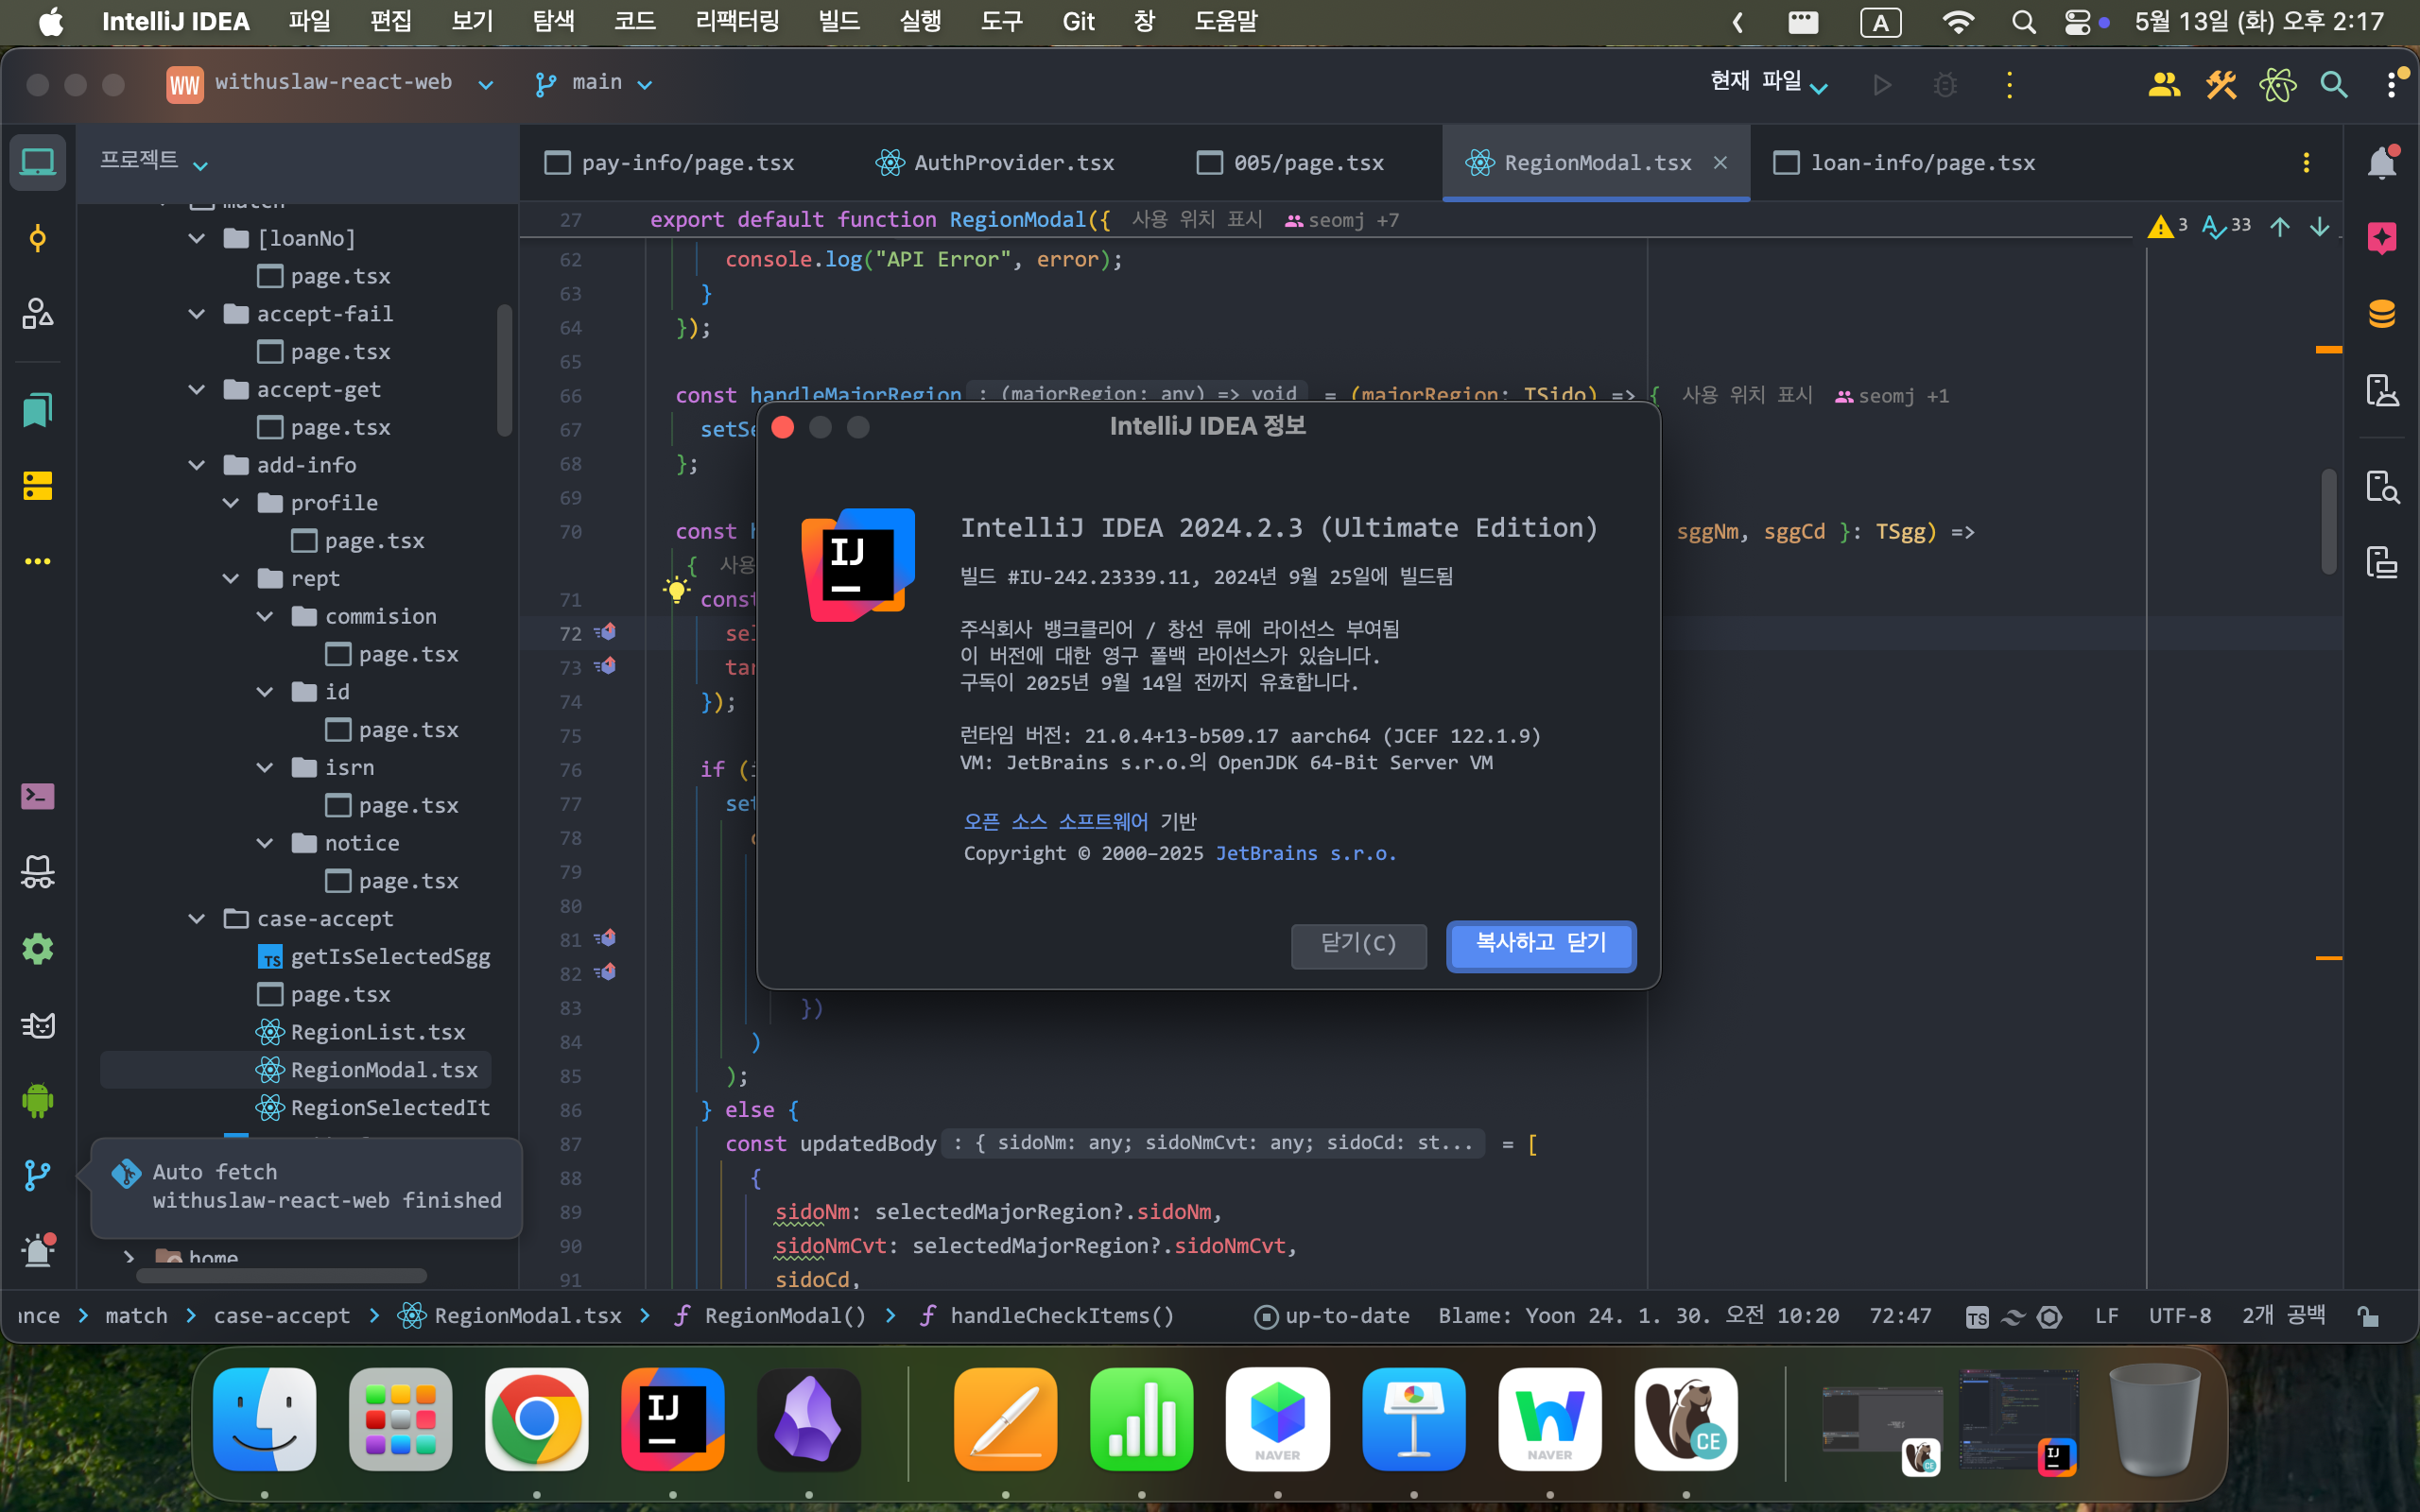 IntelliJ IDEA 파일 편집 보기 탐색 코드 리팩터링 빌드 실행 도구 Git 창 도움말 A 5월 13일 (화) 오후 2:17
WW withuslaw-react-web main 현재 파일
프로젝트
pay-info/page.tsx AuthProvider.tsx 005/page.tsx RegionModal.tsx loan-info/page.tsx
match
[loanNo]
page.tsx
accept-fail
page.tsx
accept-get
page.tsx
add-info
profile
page.tsx
rept
commision
page.tsx
id
page.tsx
isrn
page.tsx
notice
page.tsx
case-accept
TS getIsSelectedSgg
page.tsx
RegionList.tsx
RegionModal.tsx
RegionSelectedIt
Auto fetch
withuslaw-react-web finished
home
27 export default function RegionModal({ 사용 위치 표시 seomj +7
3 33
62 console.log("API Error", error);
63 }
64 });
65
66 const handleMajorRegion : (majorRegion: any) => void = (majorRegion: TSido) => { 사용 위치 표시 seomj +1
67 setSe
68 };
69
70 const h sggNm, sggCd }: TSgg) =>
{ 사용
71 const
72 sel
73 tar
74 });
75
76 if (i
77 set
78
79
80
81
82
83 })
84 )
85 );
86 } else {
87 const updatedBody : { sidoNm: any; sidoNmCvt: any; sidoCd: st... = [
88 {
89 sidoNm: selectedMajorRegion?.sidoNm,
90 sidoNmCvt: selectedMajorRegion?.sidoNmCvt,
91 sidoCd,
IntelliJ IDEA 정보
IJ
IntelliJ IDEA 2024.2.3 (Ultimate Edition)
빌드 #IU-242.23339.11, 2024년 9월 25일에 빌드됨
주식회사 뱅크클리어 / 창선 류에 라이선스 부여됨
이 버전에 대한 영구 폴백 라이선스가 있습니다.
구독이 2025년 9월 14일 전까지 유효합니다.
런타임 버전: 21.0.4+13-b509.17 aarch64 (JCEF 122.1.9)
VM: JetBrains s.r.o.의 OpenJDK 64-Bit Server VM
오픈 소스 소프트웨어 기반
Copyright © 2000–2025 JetBrains s.r.o.
닫기(C) 복사하고 닫기
ince match case-accept RegionModal.tsx RegionModal() handleCheckItems() up-to-date Blame: Yoon 24. 1. 30. 오전 10:20 72:47 TS LF UTF-8 2개 공백
IJ NAVER NAVER CE CE IJ